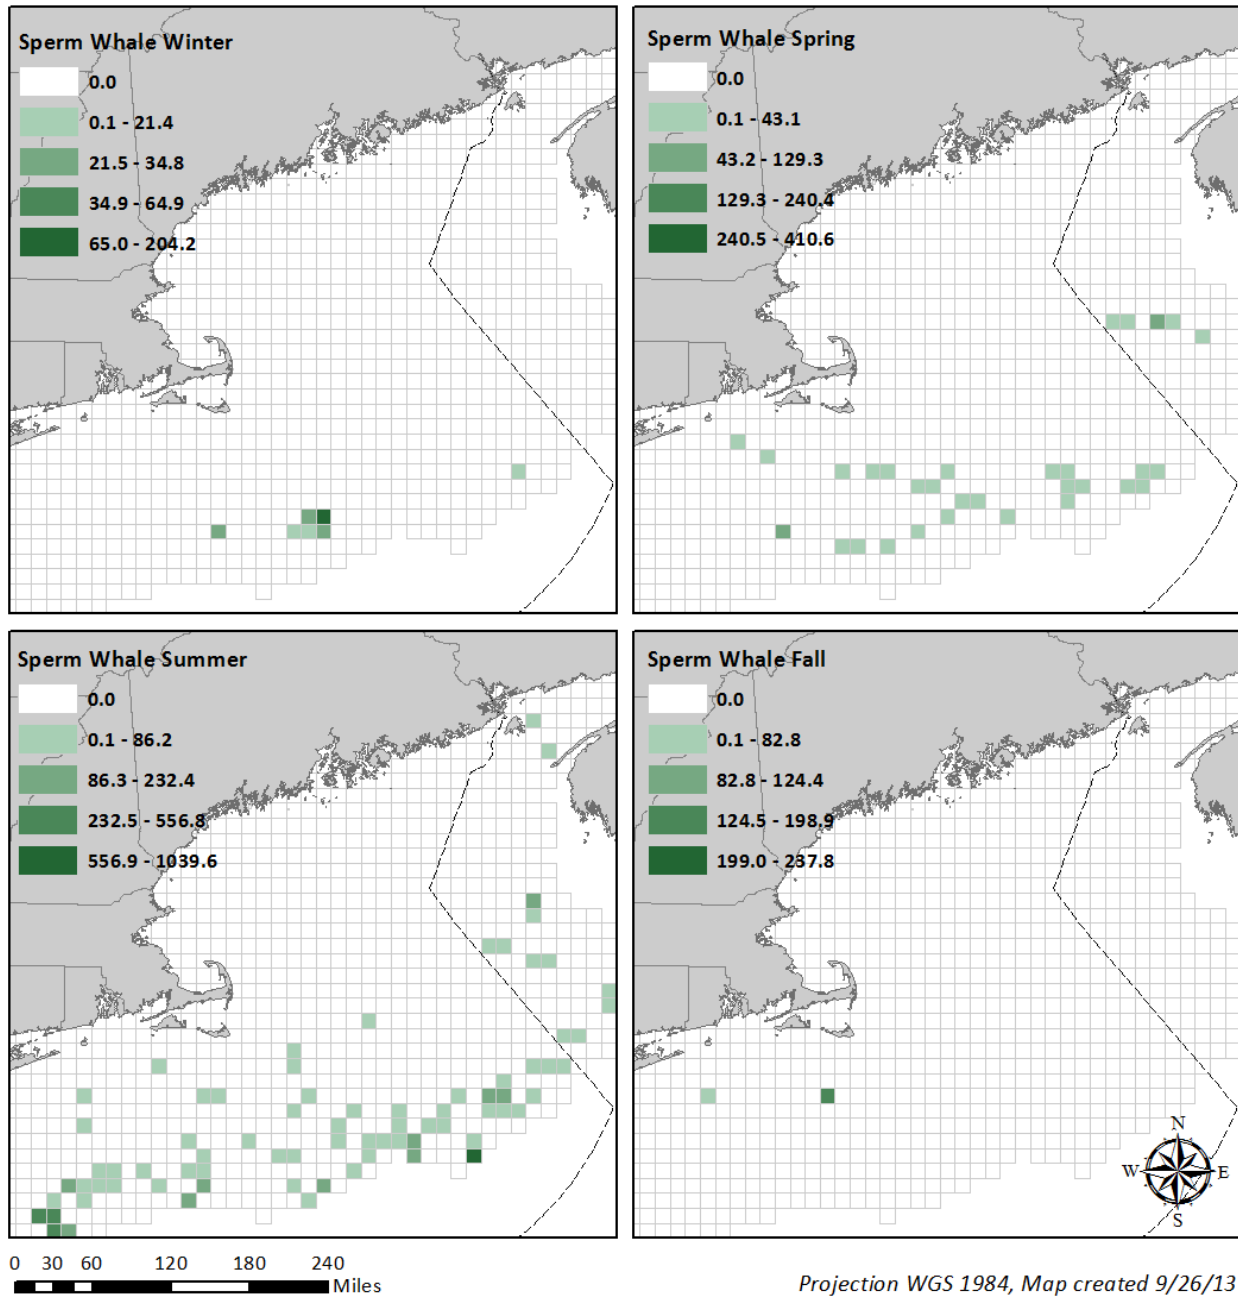 Sperm Whale Winter
0.0
0.1 - 21.4
21.5 - 34.8
34.9 - 64.9
65.0 - 204.2
Sperm Whale Spring
0.0
0.1 - 43.1
43.2 - 129.3
129.3 - 240.4
240.5 - 410.6
Sperm Whale Summer
0.0
0.1 - 86.2
86.3 - 232.4
232.5 - 556.8
556.9 - 1039.6
Sperm Whale Fall
0.0
0.1 - 82.8
82.8 - 124.4
124.5 - 198.9
199.0 - 237.8
N
W E
S
0 30 60 120 180 240
Miles
Projection WGS 1984, Map created 9/26/13